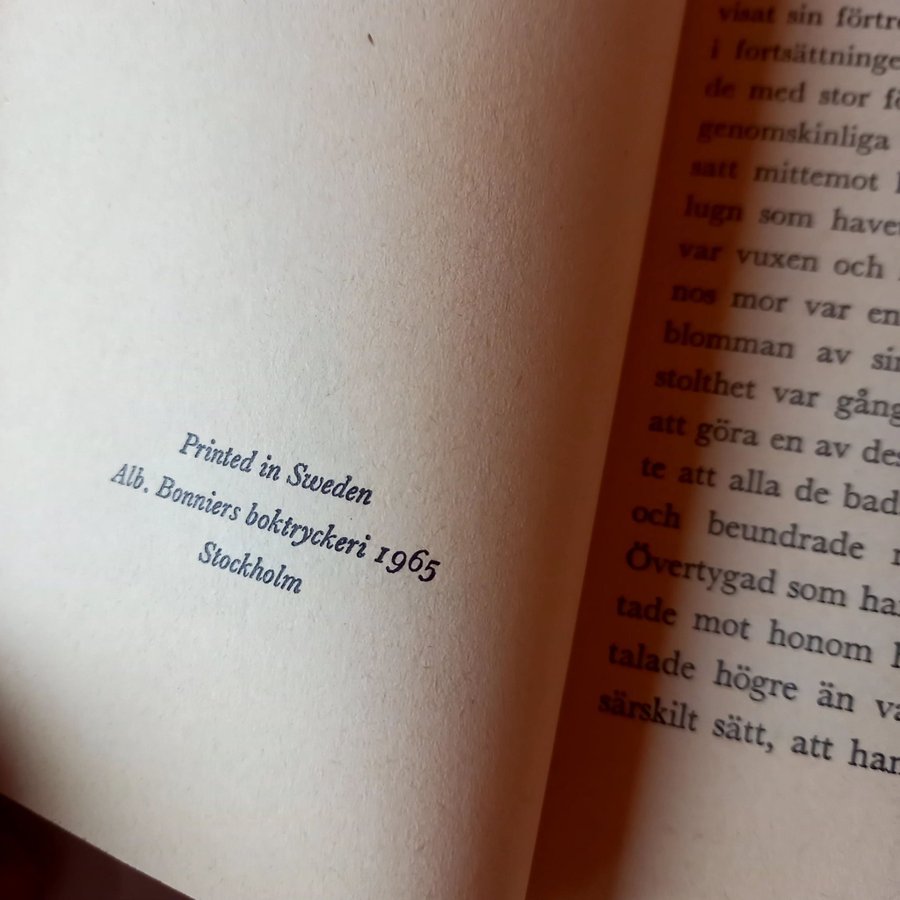 Printed in Sweden
Alb. Bonniers boktryckeri 1965
Stockholm
visat sin
i
de med stor
genomskinliga
satt mittemot
lugn som
var vuxen och
nos mor var en
blomman av
stolthet var
att göra en av
te att alla de
och beundrade
Övertygad som
tade mot honom
talade högre än
särskilt sätt, att